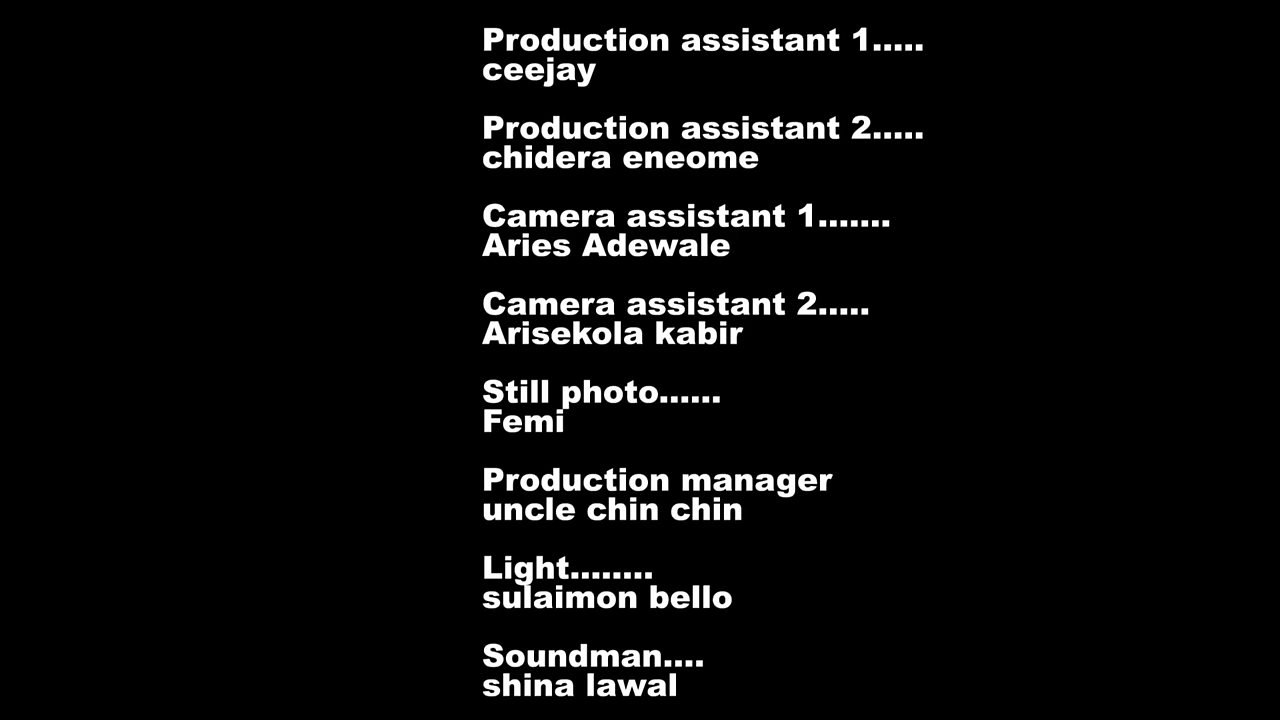 Production assistant 1.....
ceejay
Production assistant 2.....
chidera eneome
Camera assistant 1.......
Aries Adewale
Camera assistant 2.....
Arisekola kabir
Still photo......
Femi
Production manager
uncle chin chin
Light........
sulaimon bello
Soundman....
shina lawal